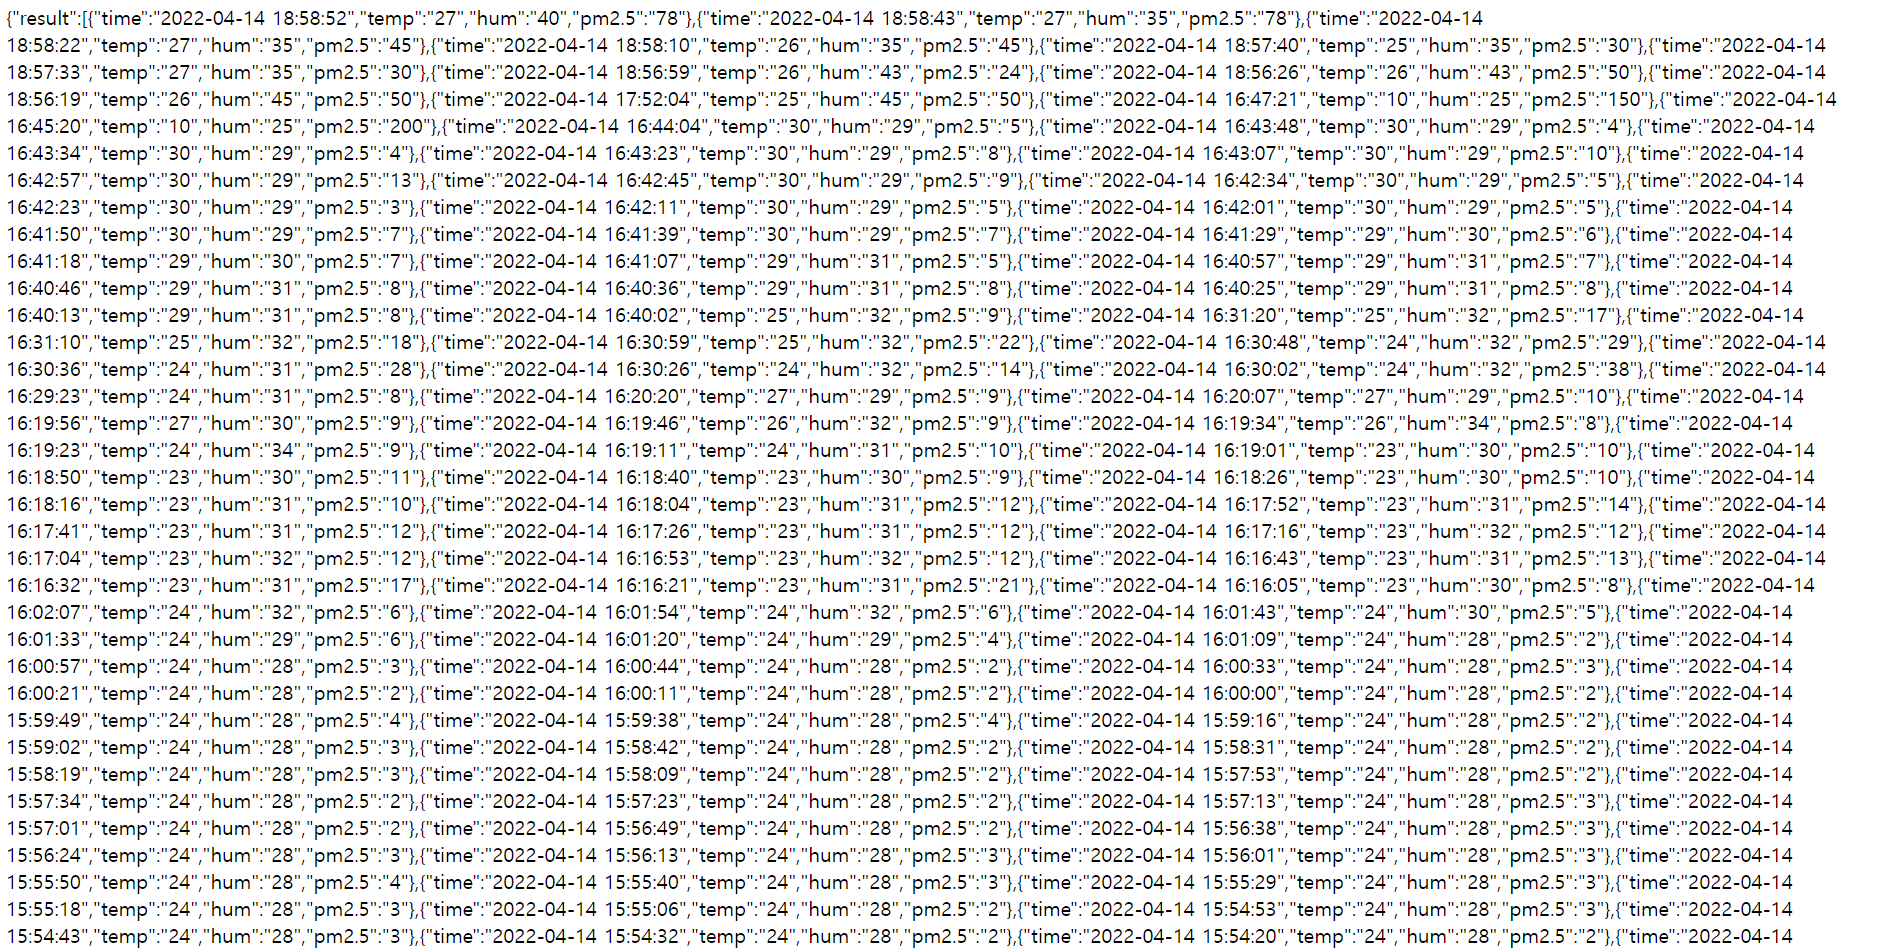 {"result":[{"time":"2022-04-14 18:58:52","temp":"27","hum":"40","pm2.5":"78"},{"time":"2022-04-14 18:58:43","temp":"27","hum":"35","pm2.5":"78"},{"time":"2022-04-14
18:58:22","temp":"27","hum":"35","pm2.5":"45"},{"time":"2022-04-14 18:58:10","temp":"26","hum":"35","pm2.5":"45"},{"time":"2022-04-14 18:57:40","temp":"25","hum":"35","pm2.5":"30"},{"time":"2022-04-14
18:57:33","temp":"27","hum":"35","pm2.5":"30"},{"time":"2022-04-14 18:56:59","temp":"26","hum":"43","pm2.5":"24"},{"time":"2022-04-14 18:56:26","temp":"26","hum":"43","pm2.5":"50"},{"time":"2022-04-14
18:56:19","temp":"26","hum":"45","pm2.5":"50"},{"time":"2022-04-14 17:52:04","temp":"25","hum":"45","pm2.5":"50"},{"time":"2022-04-14 16:47:21","temp":"10","hum":"25","pm2.5":"150"},{"time":"2022-04-14
16:45:20","temp":"10","hum":"25","pm2.5":"200"},{"time":"2022-04-14 16:44:04","temp":"30","hum":"29","pm2.5":"5"},{"time":"2022-04-14 16:43:48","temp":"30","hum":"29","pm2.5":"4"},{"time":"2022-04-14
16:43:34","temp":"30","hum":"29","pm2.5":"4"},{"time":"2022-04-14 16:43:23","temp":"30","hum":"29","pm2.5":"8"},{"time":"2022-04-14 16:43:07","temp":"30","hum":"29","pm2.5":"10"},{"time":"2022-04-14
16:42:57","temp":"30","hum":"29","pm2.5":"13"},{"time":"2022-04-14 16:42:45","temp":"30","hum":"29","pm2.5":"9"},{"time":"2022-04-14 16:42:34","temp":"30","hum":"29","pm2.5":"5"},{"time":"2022-04-14
16:42:23","temp":"30","hum":"29","pm2.5":"3"},{"time":"2022-04-14 16:42:11","temp":"30","hum":"29","pm2.5":"5"},{"time":"2022-04-14 16:42:01","temp":"30","hum":"29","pm2.5":"5"},{"time":"2022-04-14
16:41:50","temp":"30","hum":"29","pm2.5":"7"},{"time":"2022-04-14 16:41:39","temp":"30","hum":"29","pm2.5":"7"},{"time":"2022-04-14 16:41:29","temp":"29","hum":"30","pm2.5":"6"},{"time":"2022-04-14
16:41:18","temp":"29","hum":"30","pm2.5":"7"},{"time":"2022-04-14 16:41:07","temp":"29","hum":"31","pm2.5":"5"},{"time":"2022-04-14 16:40:57","temp":"29","hum":"31","pm2.5":"7"},{"time":"2022-04-14
16:40:46","temp":"29","hum":"31","pm2.5":"8"},{"time":"2022-04-14 16:40:36","temp":"29","hum":"31","pm2.5":"8"},{"time":"2022-04-14 16:40:25","temp":"29","hum":"31","pm2.5":"8"},{"time":"2022-04-14
16:40:13","temp":"29","hum":"31","pm2.5":"8"},{"time":"2022-04-14 16:40:02","temp":"25","hum":"32","pm2.5":"9"},{"time":"2022-04-14 16:31:20","temp":"25","hum":"32","pm2.5":"17"},{"time":"2022-04-14
16:31:10","temp":"25","hum":"32","pm2.5":"18"},{"time":"2022-04-14 16:30:59","temp":"25","hum":"32","pm2.5":"22"},{"time":"2022-04-14 16:30:48","temp":"24","hum":"32","pm2.5":"29"},{"time":"2022-04-14
16:30:36","temp":"24","hum":"31","pm2.5":"28"},{"time":"2022-04-14 16:30:26","temp":"24","hum":"32","pm2.5":"14"},{"time":"2022-04-14 16:30:02","temp":"24","hum":"32","pm2.5":"38"},{"time":"2022-04-14
16:29:23","temp":"24","hum":"31","pm2.5":"8"},{"time":"2022-04-14 16:20:20","temp":"27","hum":"29","pm2.5":"9"},{"time":"2022-04-14 16:20:07","temp":"27","hum":"29","pm2.5":"10"},{"time":"2022-04-14
16:19:56","temp":"27","hum":"30","pm2.5":"9"},{"time":"2022-04-14 16:19:46","temp":"26","hum":"32","pm2.5":"9"},{"time":"2022-04-14 16:19:34","temp":"26","hum":"34","pm2.5":"8"},{"time":"2022-04-14
16:19:23","temp":"24","hum":"34","pm2.5":"9"},{"time":"2022-04-14 16:19:11","temp":"24","hum":"31","pm2.5":"10"},{"time":"2022-04-14 16:19:01","temp":"23","hum":"30","pm2.5":"10"},{"time":"2022-04-14
16:18:50","temp":"23","hum":"30","pm2.5":"11"},{"time":"2022-04-14 16:18:40","temp":"23","hum":"30","pm2.5":"9"},{"time":"2022-04-14 16:18:26","temp":"23","hum":"30","pm2.5":"10"},{"time":"2022-04-14
16:18:16","temp":"23","hum":"31","pm2.5":"10"},{"time":"2022-04-14 16:18:04","temp":"23","hum":"31","pm2.5":"12"},{"time":"2022-04-14 16:17:52","temp":"23","hum":"31","pm2.5":"14"},{"time":"2022-04-14
16:17:41","temp":"23","hum":"31","pm2.5":"12"},{"time":"2022-04-14 16:17:26","temp":"23","hum":"31","pm2.5":"12"},{"time":"2022-04-14 16:17:16","temp":"23","hum":"32","pm2.5":"12"},{"time":"2022-04-14
16:17:04","temp":"23","hum":"32","pm2.5":"12"},{"time":"2022-04-14 16:16:53","temp":"23","hum":"32","pm2.5":"12"},{"time":"2022-04-14 16:16:43","temp":"23","hum":"31","pm2.5":"13"},{"time":"2022-04-14
16:16:32","temp":"23","hum":"31","pm2.5":"17"},{"time":"2022-04-14 16:16:21","temp":"23","hum":"31","pm2.5":"21"},{"time":"2022-04-14 16:16:05","temp":"23","hum":"30","pm2.5":"8"},{"time":"2022-04-14
16:02:07","temp":"24","hum":"32","pm2.5":"6"},{"time":"2022-04-14 16:01:54","temp":"24","hum":"32","pm2.5":"6"},{"time":"2022-04-14 16:01:43","temp":"24","hum":"30","pm2.5":"5"},{"time":"2022-04-14
16:01:33","temp":"24","hum":"29","pm2.5":"6"},{"time":"2022-04-14 16:01:20","temp":"24","hum":"29","pm2.5":"4"},{"time":"2022-04-14 16:01:09","temp":"24","hum":"28","pm2.5":"2"},{"time":"2022-04-14
16:00:57","temp":"24","hum":"28","pm2.5":"3"},{"time":"2022-04-14 16:00:44","temp":"24","hum":"28","pm2.5":"2"},{"time":"2022-04-14 16:00:33","temp":"24","hum":"28","pm2.5":"3"},{"time":"2022-04-14
16:00:21","temp":"24","hum":"28","pm2.5":"2"},{"time":"2022-04-14 16:00:11","temp":"24","hum":"28","pm2.5":"2"},{"time":"2022-04-14 16:00:00","temp":"24","hum":"28","pm2.5":"2"},{"time":"2022-04-14
15:59:49","temp":"24","hum":"28","pm2.5":"4"},{"time":"2022-04-14 15:59:38","temp":"24","hum":"28","pm2.5":"4"},{"time":"2022-04-14 15:59:16","temp":"24","hum":"28","pm2.5":"2"},{"time":"2022-04-14
15:59:02","temp":"24","hum":"28","pm2.5":"3"},{"time":"2022-04-14 15:58:42","temp":"24","hum":"28","pm2.5":"2"},{"time":"2022-04-14 15:58:31","temp":"24","hum":"28","pm2.5":"2"},{"time":"2022-04-14
15:58:19","temp":"24","hum":"28","pm2.5":"3"},{"time":"2022-04-14 15:58:09","temp":"24","hum":"28","pm2.5":"2"},{"time":"2022-04-14 15:57:53","temp":"24","hum":"28","pm2.5":"2"},{"time":"2022-04-14
15:57:34","temp":"24","hum":"28","pm2.5":"2"},{"time":"2022-04-14 15:57:23","temp":"24","hum":"28","pm2.5":"2"},{"time":"2022-04-14 15:57:13","temp":"24","hum":"28","pm2.5":"3"},{"time":"2022-04-14
15:57:01","temp":"24","hum":"28","pm2.5":"2"},{"time":"2022-04-14 15:56:49","temp":"24","hum":"28","pm2.5":"2"},{"time":"2022-04-14 15:56:38","temp":"24","hum":"28","pm2.5":"3"},{"time":"2022-04-14
15:56:24","temp":"24","hum":"28","pm2.5":"3"},{"time":"2022-04-14 15:56:13","temp":"24","hum":"28","pm2.5":"3"},{"time":"2022-04-14 15:56:01","temp":"24","hum":"28","pm2.5":"3"},{"time":"2022-04-14
15:55:50","temp":"24","hum":"28","pm2.5":"4"},{"time":"2022-04-14 15:55:40","temp":"24","hum":"28","pm2.5":"3"},{"time":"2022-04-14 15:55:29","temp":"24","hum":"28","pm2.5":"3"},{"time":"2022-04-14
15:55:18","temp":"24","hum":"28","pm2.5":"3"},{"time":"2022-04-14 15:55:06","temp":"24","hum":"28","pm2.5":"2"},{"time":"2022-04-14 15:54:53","temp":"24","hum":"28","pm2.5":"3"},{"time":"2022-04-14
15:54:43","temp":"24","hum":"28","pm2.5":"3"},{"time":"2022-04-14 15:54:32","temp":"24","hum":"28","pm2.5":"2"},{"time":"2022-04-14 15:54:20","temp":"24","hum":"28","pm2.5":"2"},{"time":"2022-04-14